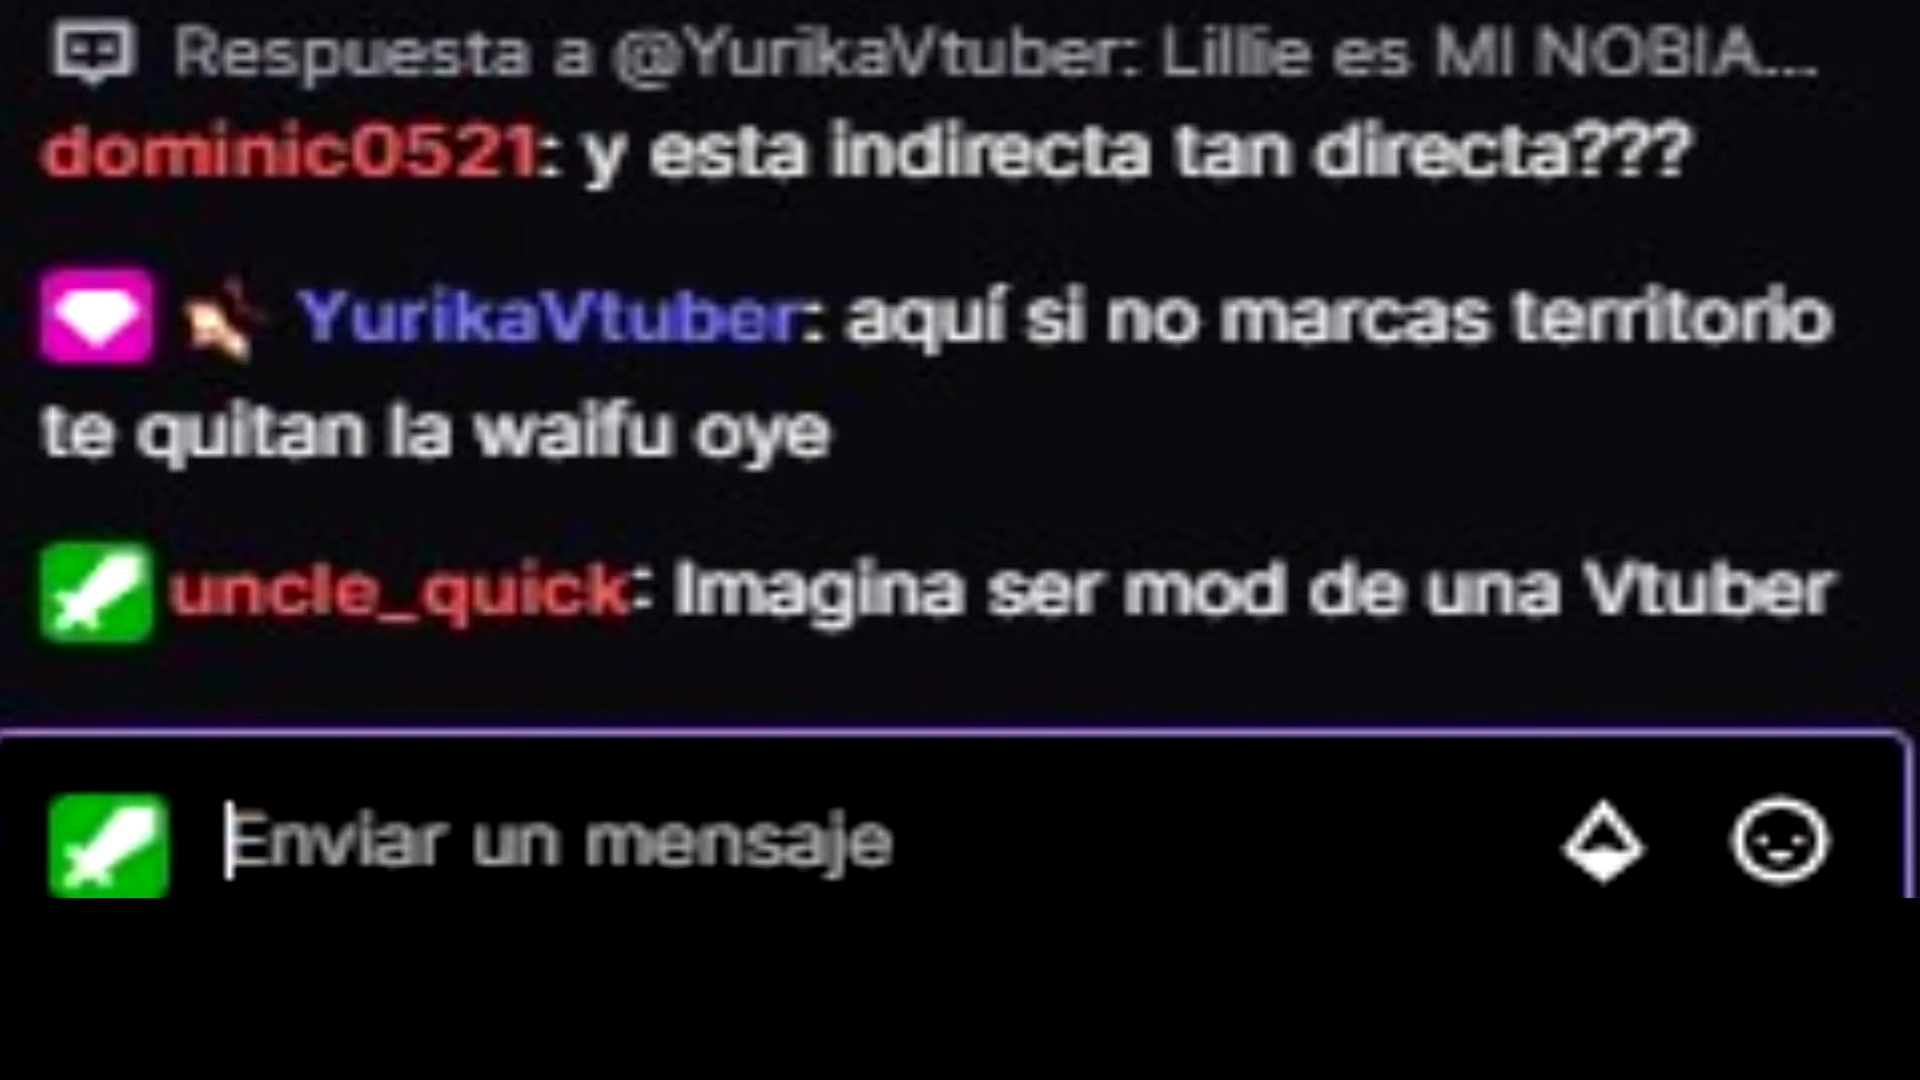 Respuesta a @YurikaVtuber: Lillie es MI NOBIA...
dominic0521: y esta indirecta tan directa???
YurikaVtuber: aquí si no marcas territorio
te quitan la waifu oye
uncle_quick: Imagina ser mod de una Vtuber
Enviar un mensaje